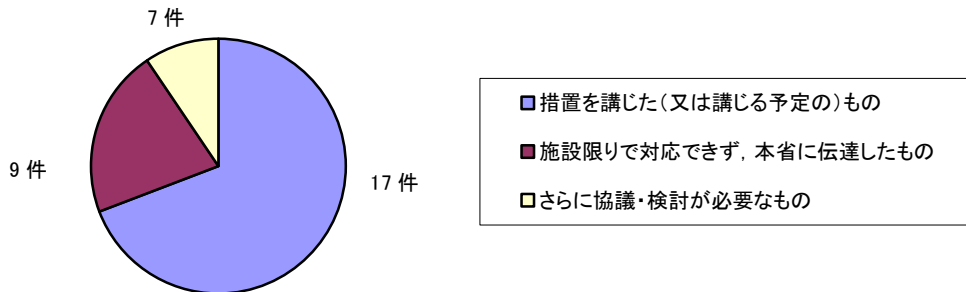 7 件
9 件
17 件
措置を講じた(又は講じる予定の)もの
施設限りで対応できず, 本省に伝達したもの
さらに協議・検討が必要なもの